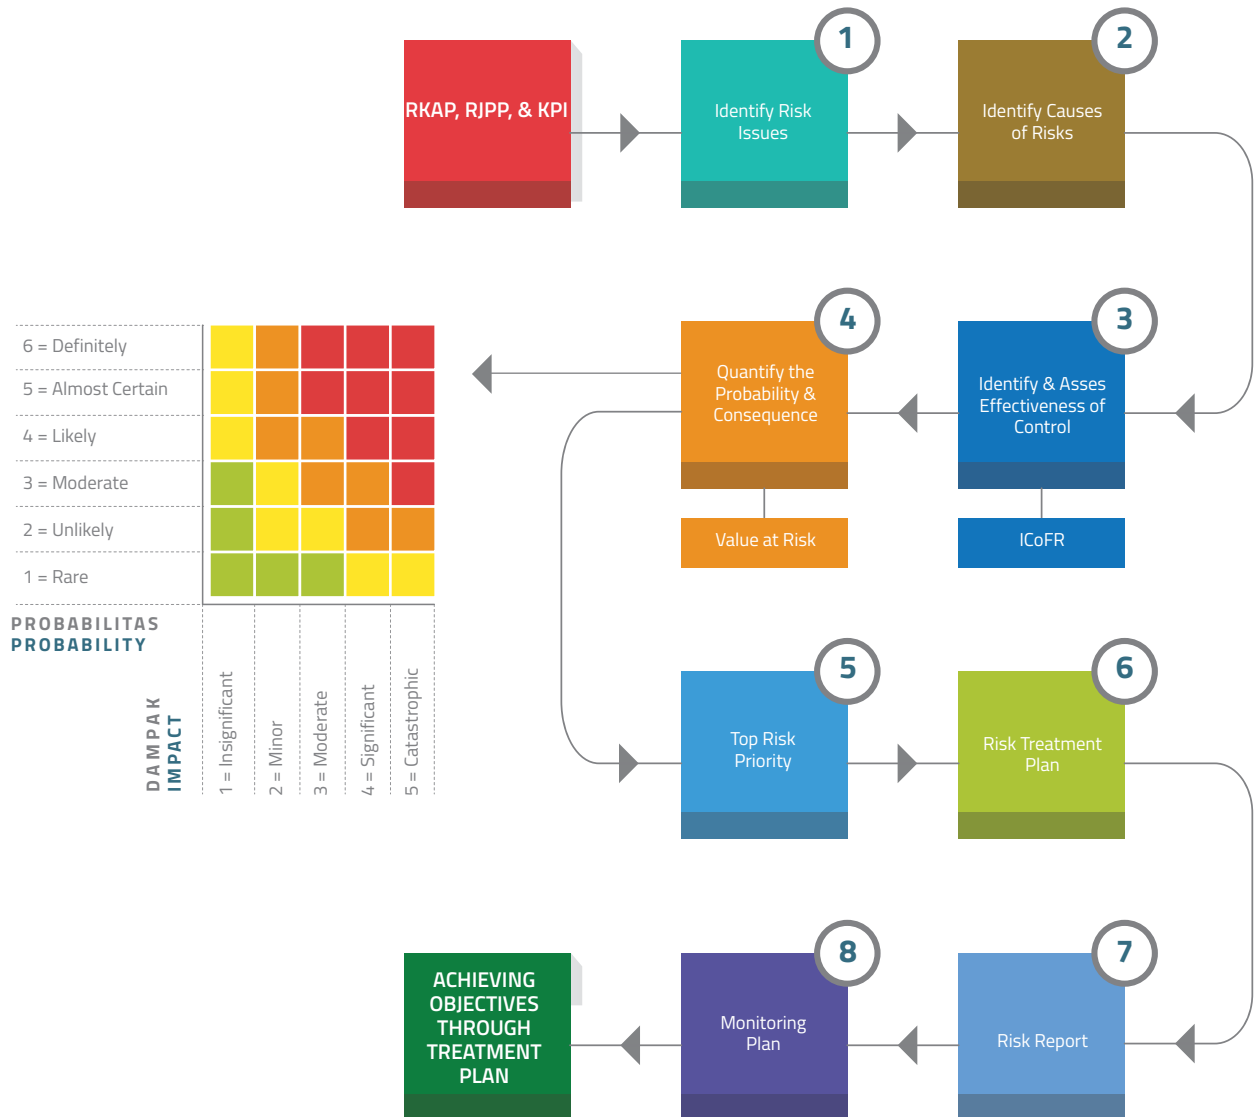 RKAP, RJPP, & KPI
1
Identify Risk
Issues
2
Identify Causes
of Risks
3
Identify & Asses
Effectiveness of
Control
ICoFR
4
Quantify the
Probability &
Consequence
Value at Risk
6 = Definitely
5 = Almost Certain
4 = Likely
3 = Moderate
2 = Unlikely
1 = Rare
PROBABILITAS
PROBABILITY
DAMPAK
IMPACT
1 = Insignificant
2 = Minor
3 = Moderate
4 = Significant
5 = Catastrophic
5
Top Risk
Priority
6
Risk Treatment
Plan
7
Risk Report
8
Monitoring
Plan
ACHIEVING
OBJECTIVES
THROUGH
TREATMENT
PLAN